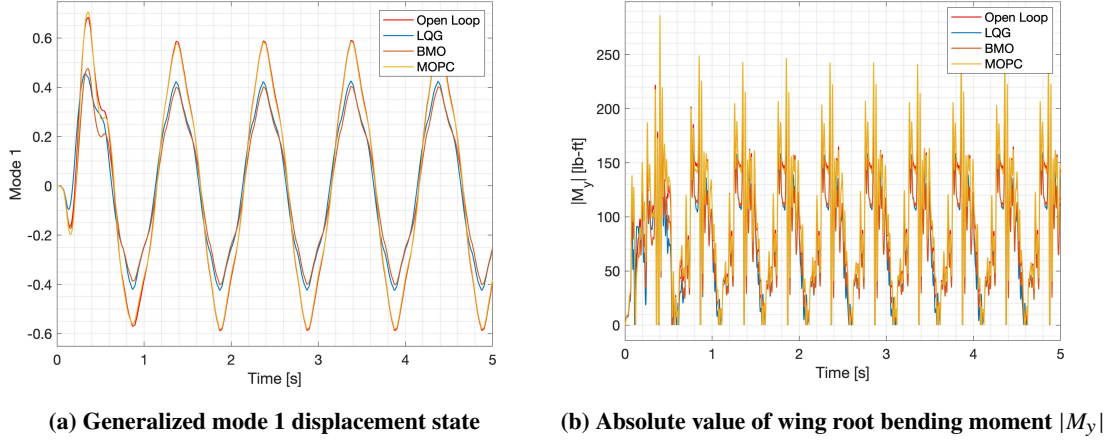 0.6
0.4
0.2
0
-0.2
-0.4
-0.6
Mode 1
0 1 2 3 4 5
Time [s]
Open Loop
LQG
BMO
MOPC
(a) Generalized mode 1 displacement state
250
200
150
100
50
0
|M_y| [lb-ft]
0 1 2 3 4 5
Time [s]
Open Loop
LQG
BMO
MOPC
(b) Absolute value of wing root bending moment |M_y|